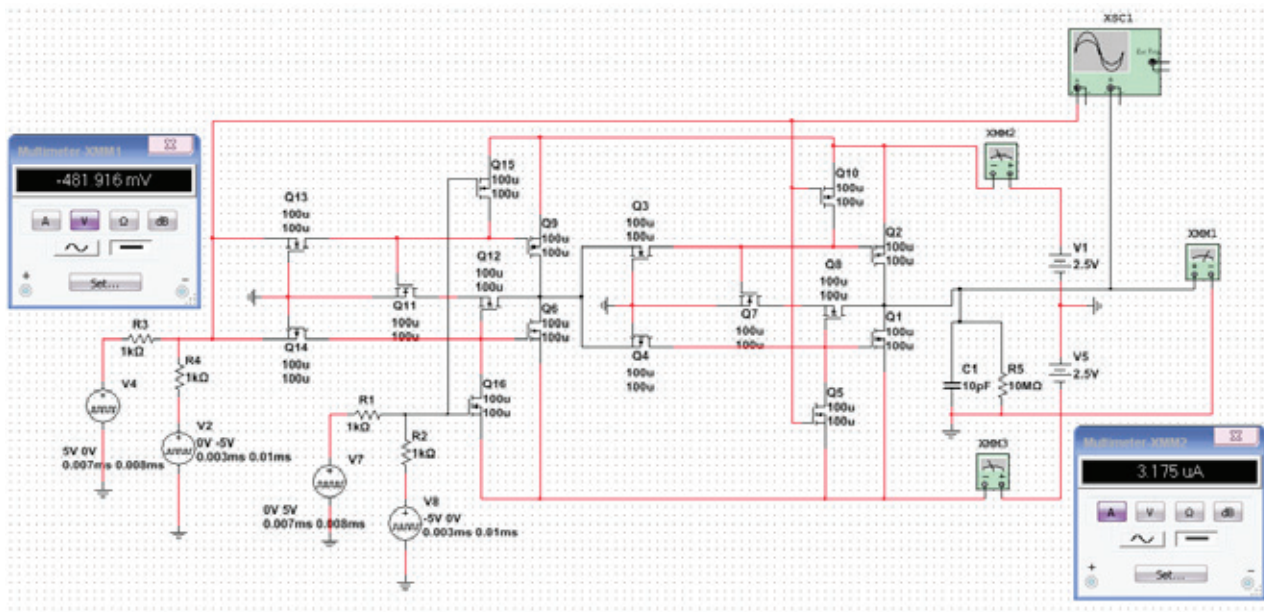 XSC1
Ext Trig
Multimeter-XMM1
-481.916 mV
A V Ω dB
Set...
+ -
XMM2
Q15
100u
100u
Q10
100u
100u
Q13
100u
100u
Q9
100u
100u
Q3
100u
100u
Q2
100u
100u
V1
2.5V
XMM1
Q12
100u
100u
Q8
100u
100u
Q11
100u
100u
Q7
100u
100u
Q6
100u
100u
Q1
100u
100u
R3
1kΩ
Q14
100u
100u
Q4
100u
100u
R4
1kΩ
V5
2.5V
C1
10pF
R5
10MΩ
Q16
100u
100u
Q5
100u
100u
V4
5V 0V
0.007ms 0.008ms
V2
0V -5V
0.003ms 0.01ms
R1
1kΩ
R2
1kΩ
V7
0V 5V
0.007ms 0.008ms
V8
-5V 0V
0.003ms 0.01ms
XMM3
Multimeter-XMM2
3.175 uA
A V Ω dB
Set...
+ -